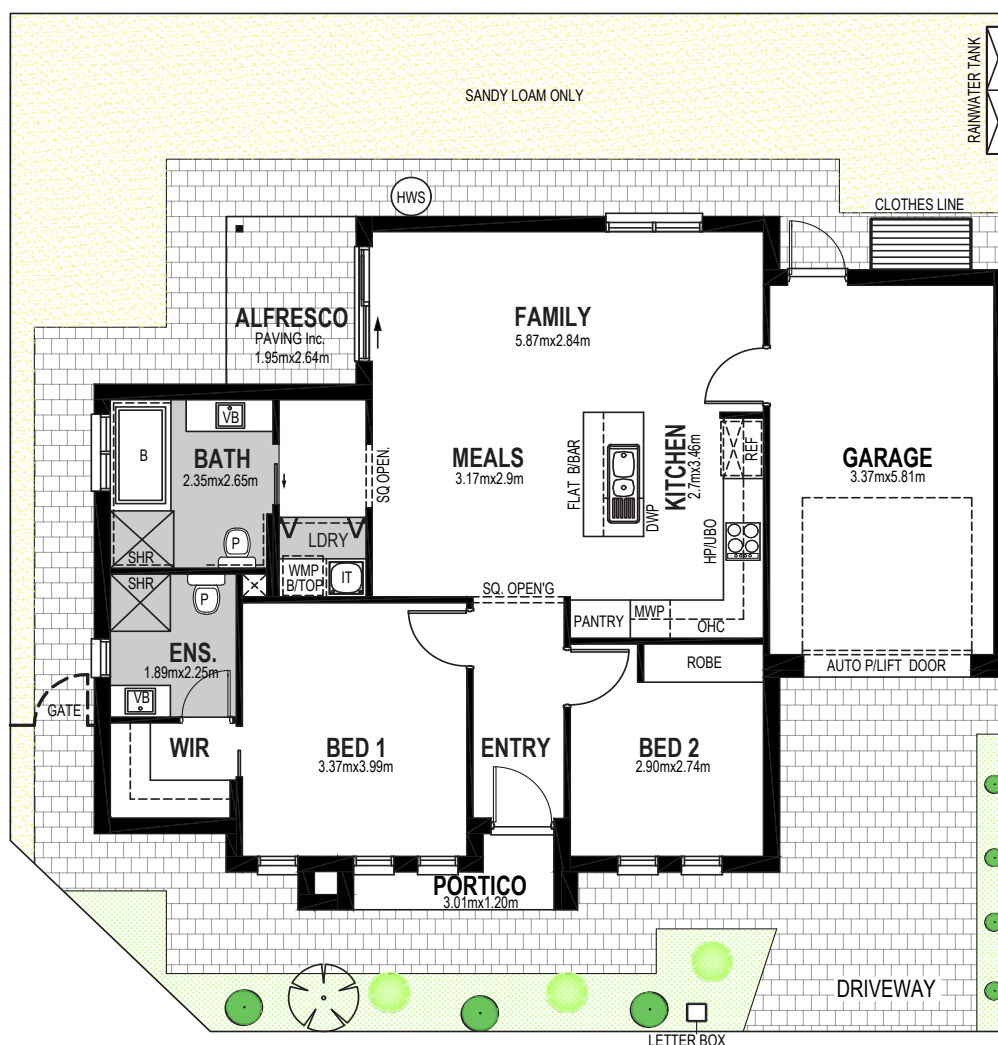 RAINWATER TANK
SANDY LOAM ONLY
HWS
CLOTHES LINE
ALFRESCO
PAVING Inc.
1.95mx2.64m
FAMILY
5.87mx2.84m
VB
B
BATH
2.35mx2.65m
SQ OPEN.
MEALS
3.17mx2.9m
FLAT B/BAR
DWP
KITCHEN
2.7mx3.46m
REF
HP/UBO
GARAGE
3.37mx5.81m
P
SHR
LDRY
WMP
B/TOP
IT
SHR
P
SQ. OPEN'G
PANTRY
MWP
OHC
ENS.
1.89mx2.25m
ROBE
AUTO P/LIFT DOOR
VB
GATE
WIR
BED 1
3.37mx3.99m
ENTRY
BED 2
2.90mx2.74m
PORTICO
3.01mx1.20m
DRIVEWAY
LETTER BOX